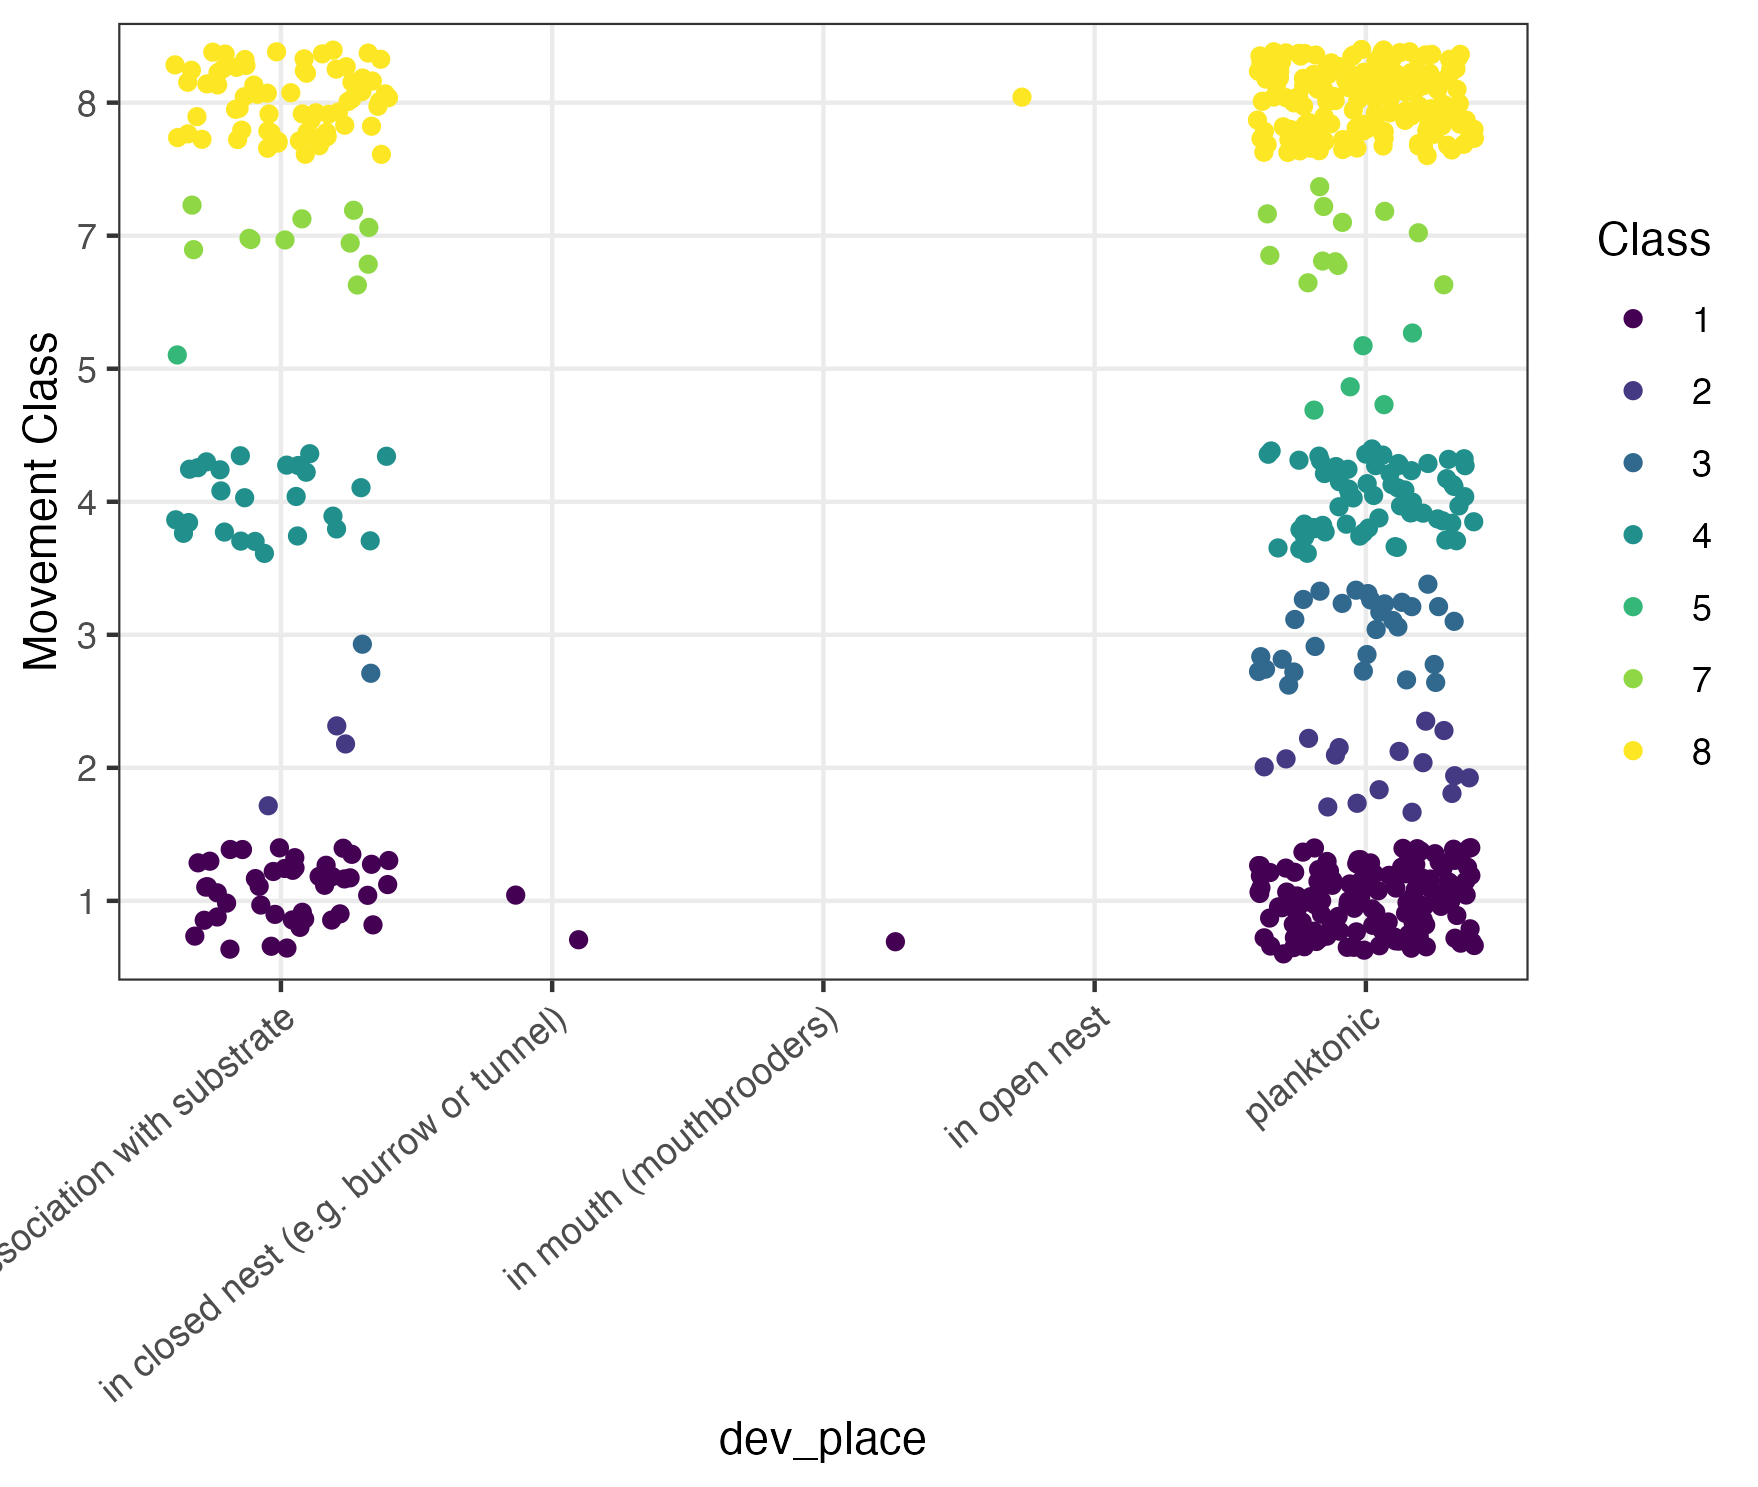 Movement Class
8
7
5
4
3
2
1
sociation with substrate
in closed nest (e.g. burrow or tunnel)
in mouth (mouthbrooders)
in open nest
planktonic
dev_place
Class
1
2
3
4
5
7
8